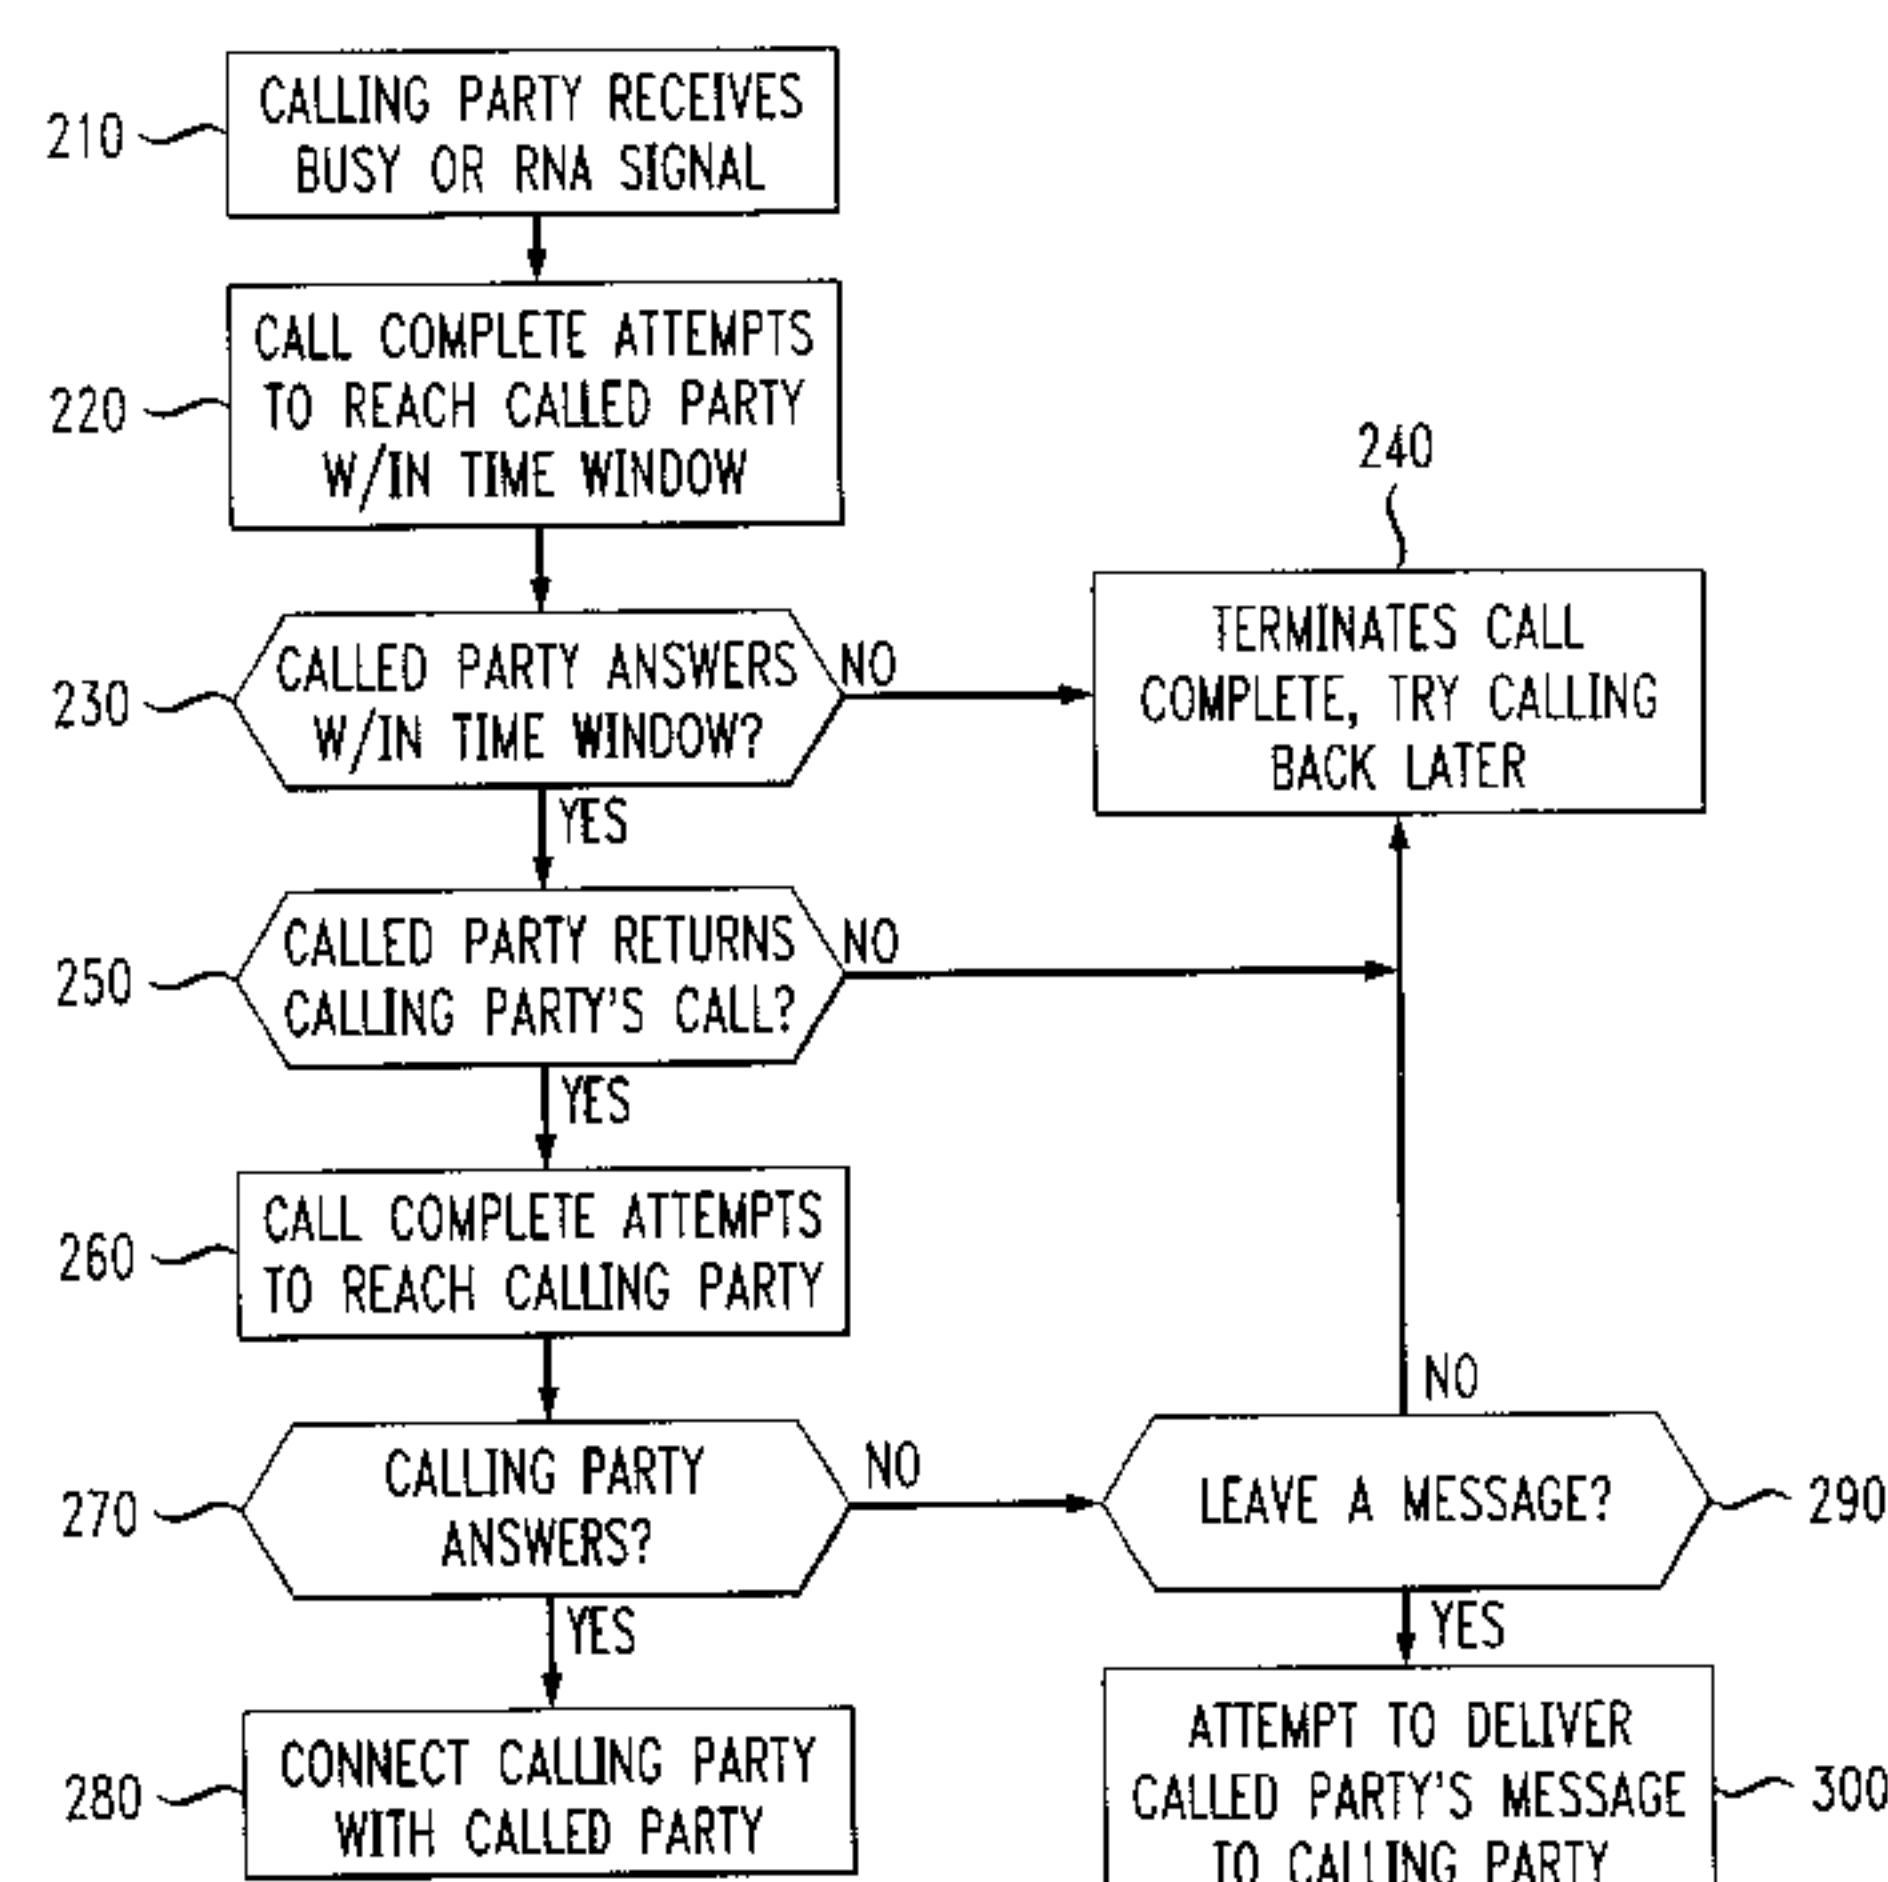 210
CALLING PARTY RECEIVES
BUSY OR RNA SIGNAL
220
CALL COMPLETE ATTEMPTS
TO REACH CALLED PARTY
W/IN TIME WINDOW
230
CALLED PARTY ANSWERS
W/IN TIME WINDOW?
NO
YES
240
TERMINATES CALL
COMPLETE, TRY CALLING
BACK LATER
250
CALLED PARTY RETURNS
CALLING PARTY'S CALL?
NO
YES
260
CALL COMPLETE ATTEMPTS
TO REACH CALLING PARTY
270
CALLING PARTY
ANSWERS?
NO
YES
NO
LEAVE A MESSAGE?
290
YES
280
CONNECT CALLING PARTY
WITH CALLED PARTY
ATTEMPT TO DELIVER
CALLED PARTY'S MESSAGE
TO CALLING PARTY
300